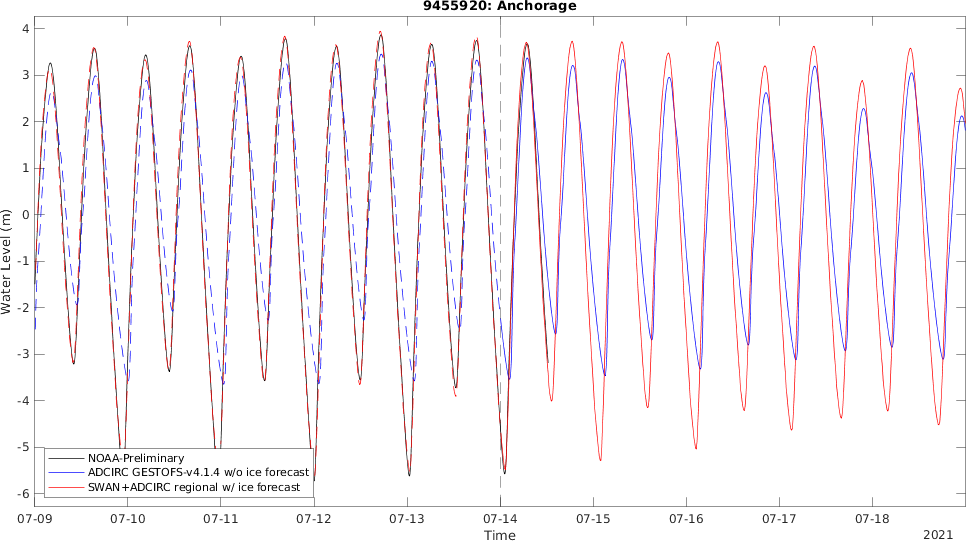 9455920: Anchorage
4
3
2
1
0
-1
-2
-3
-4
-5
-6
Water Level (m)
NOAA-Preliminary
ADCIRC GESTOFS-v4.1.4 w/o ice forecast
SWAN+ADCIRC regional w/ ice forecast
07-09 07-10 07-11 07-12 07-13 07-14 07-15 07-16 07-17 07-18
Time
2021